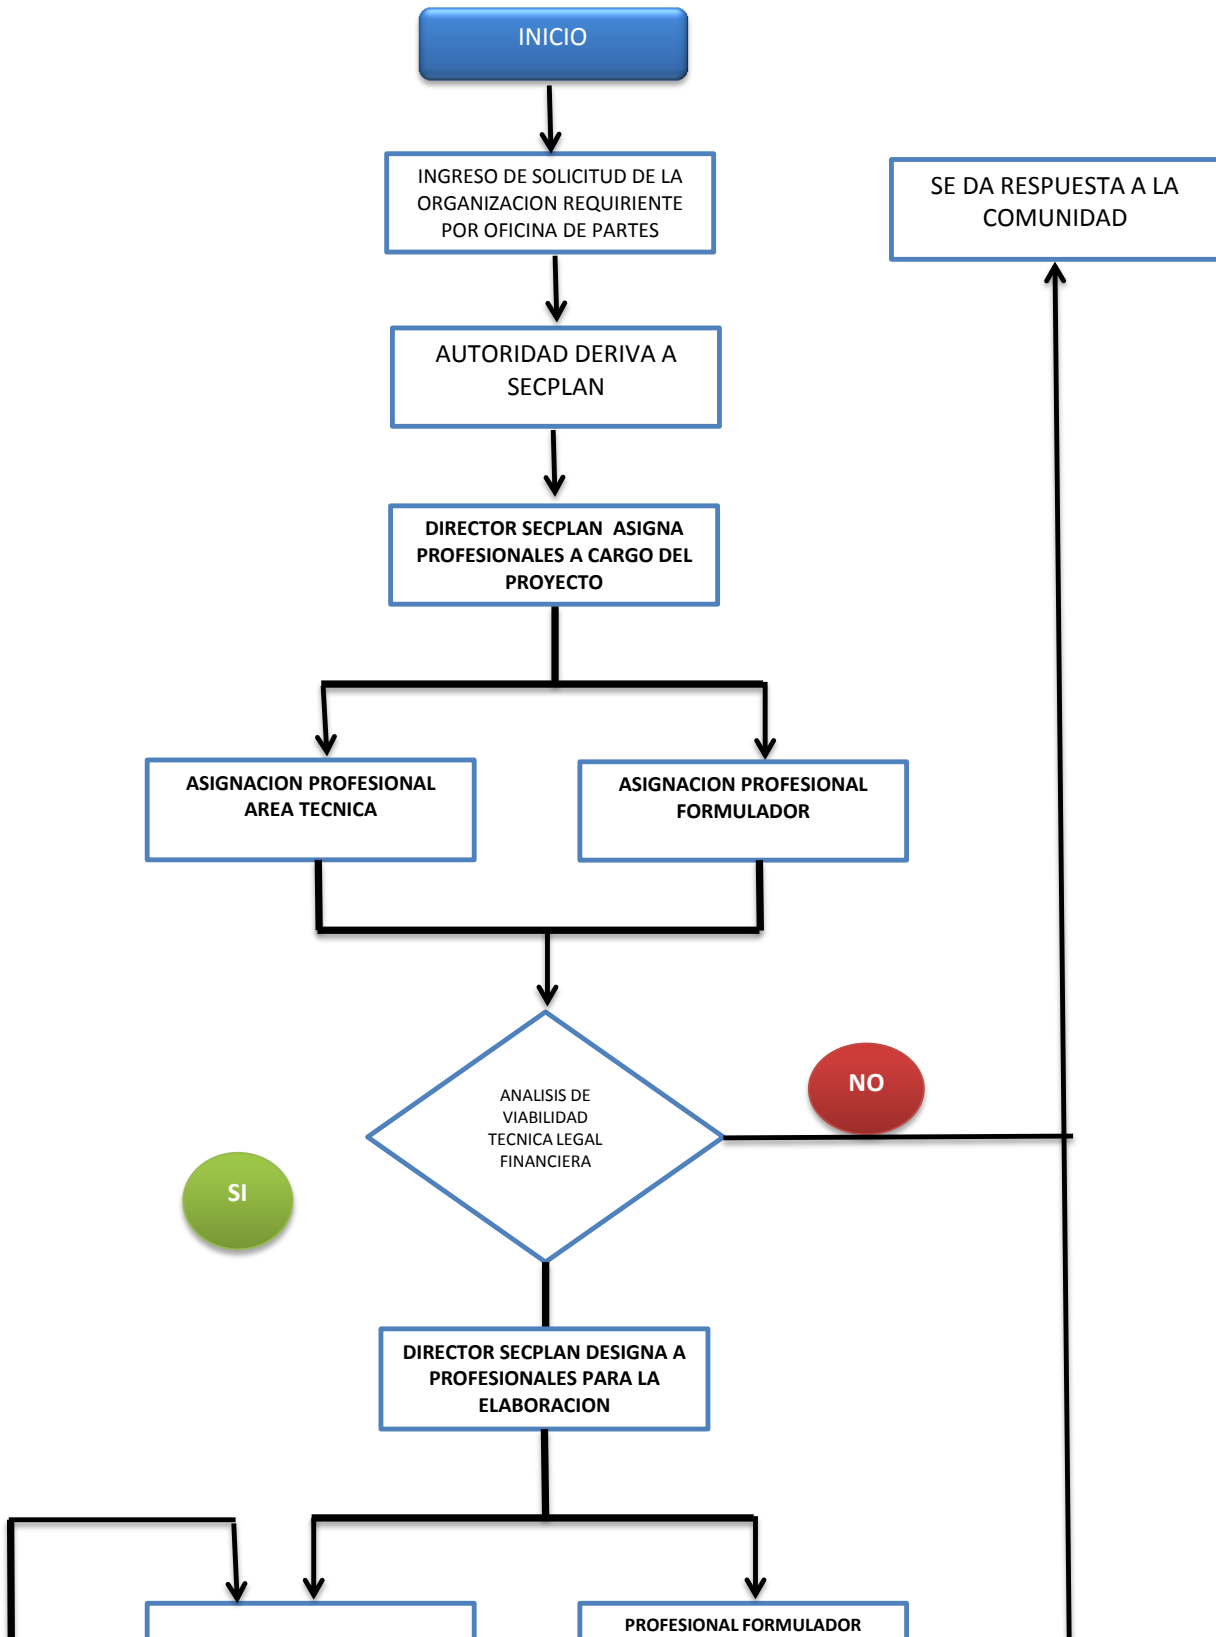 INICIO
INGRESO DE SOLICITUD DE LA
ORGANIZACION REQUIRIENTE
POR OFICINA DE PARTES
SE DA RESPUESTA A LA
COMUNIDAD
AUTORIDAD DERIVA A
SECPLAN
DIRECTOR SECPLAN  ASIGNA
PROFESIONALES A CARGO DEL
PROYECTO
ASIGNACION PROFESIONAL
AREA TECNICA
ASIGNACION PROFESIONAL
FORMULADOR
ANALISIS DE
VIABILIDAD
TECNICA LEGAL
FINANCIERA
NO
SI
DIRECTOR SECPLAN DESIGNA A
PROFESIONALES PARA LA
ELABORACION
PROFESIONAL FORMULADOR